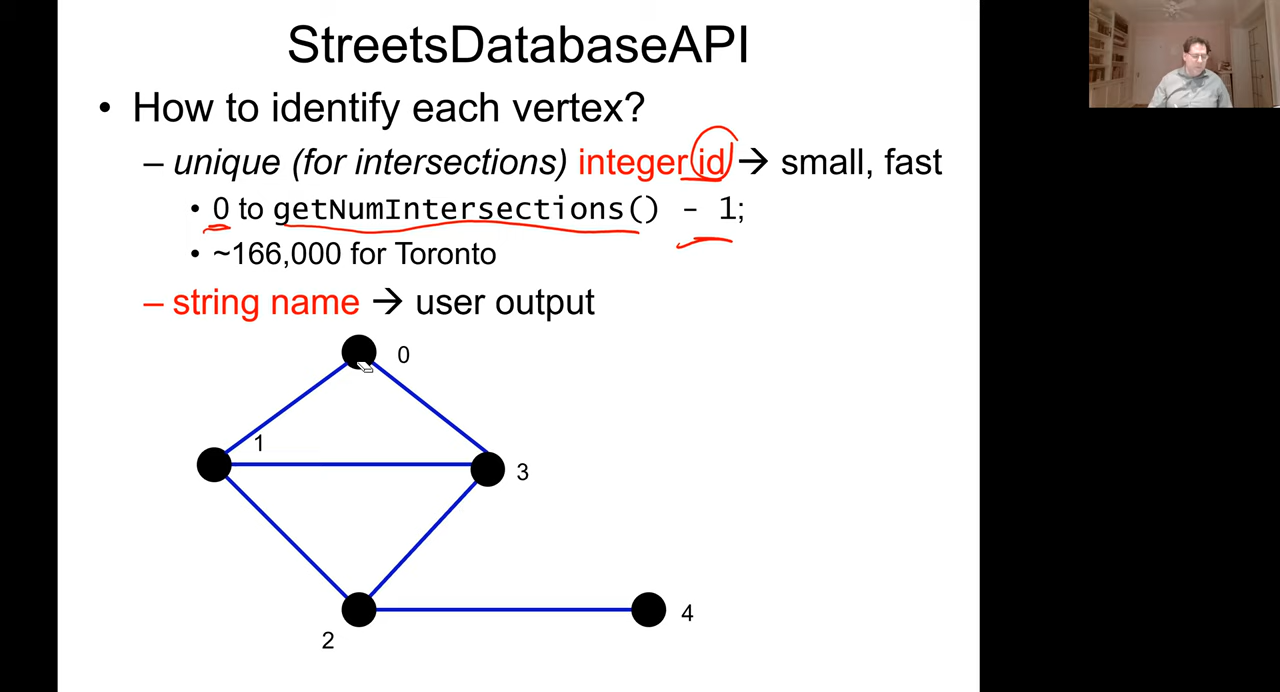 StreetsDatabaseAPI
• How to identify each vertex?
– unique (for intersections) integer id → small, fast
• 0 to getNumIntersections() - 1;
• ~166,000 for Toronto
– string name → user output
0
1
3
2
4